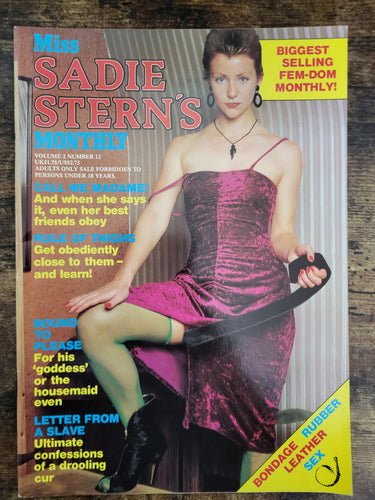 Miss
SADIE
STERN'S
MONTHLY
VOLUME 2 NUMBER 12
UK£1.75/US$2.75
ADULTS ONLY SALE FORBIDDEN TO
PERSONS UNDER 18 YEARS.
CALL ME MADAME!
And when she says
it, even her best
friends obey
RULE OF THIGHS
Get obediently
close to them –
and learn!
BOUND
TO
PLEASE
For his
'goddess'
or the
housemaid
even
LETTER FROM
A SLAVE
Ultimate
confessions
of a drooling
cur
BIGGEST
SELLING
FEM-DOM
MONTHLY!
BONDAGE RUBBER
LEATHER
SEX